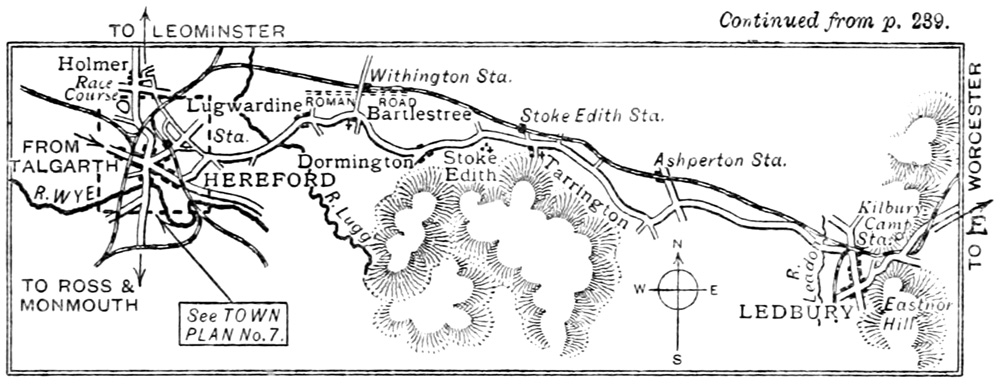 Continued from p. 239.
TO LEOMINSTER
Holmer
Race
Course
Withington Sta.
Lugwardine
ROMAN ROAD
Bartlestree
Sta.
Stoke Edith Sta.
FROM
TALGARTH
HEREFORD
Dormington
Stoke
Edith
Tarrington
Ashperton Sta.
R. WYE
R. Lugg
Kilbury
Camp
Sta.
TO WORCESTER
TO ROSS &
MONMOUTH
See TOWN
PLAN No. 7.
N
W E
S
R. Leadon
LEDBURY
Eastnor
Hill